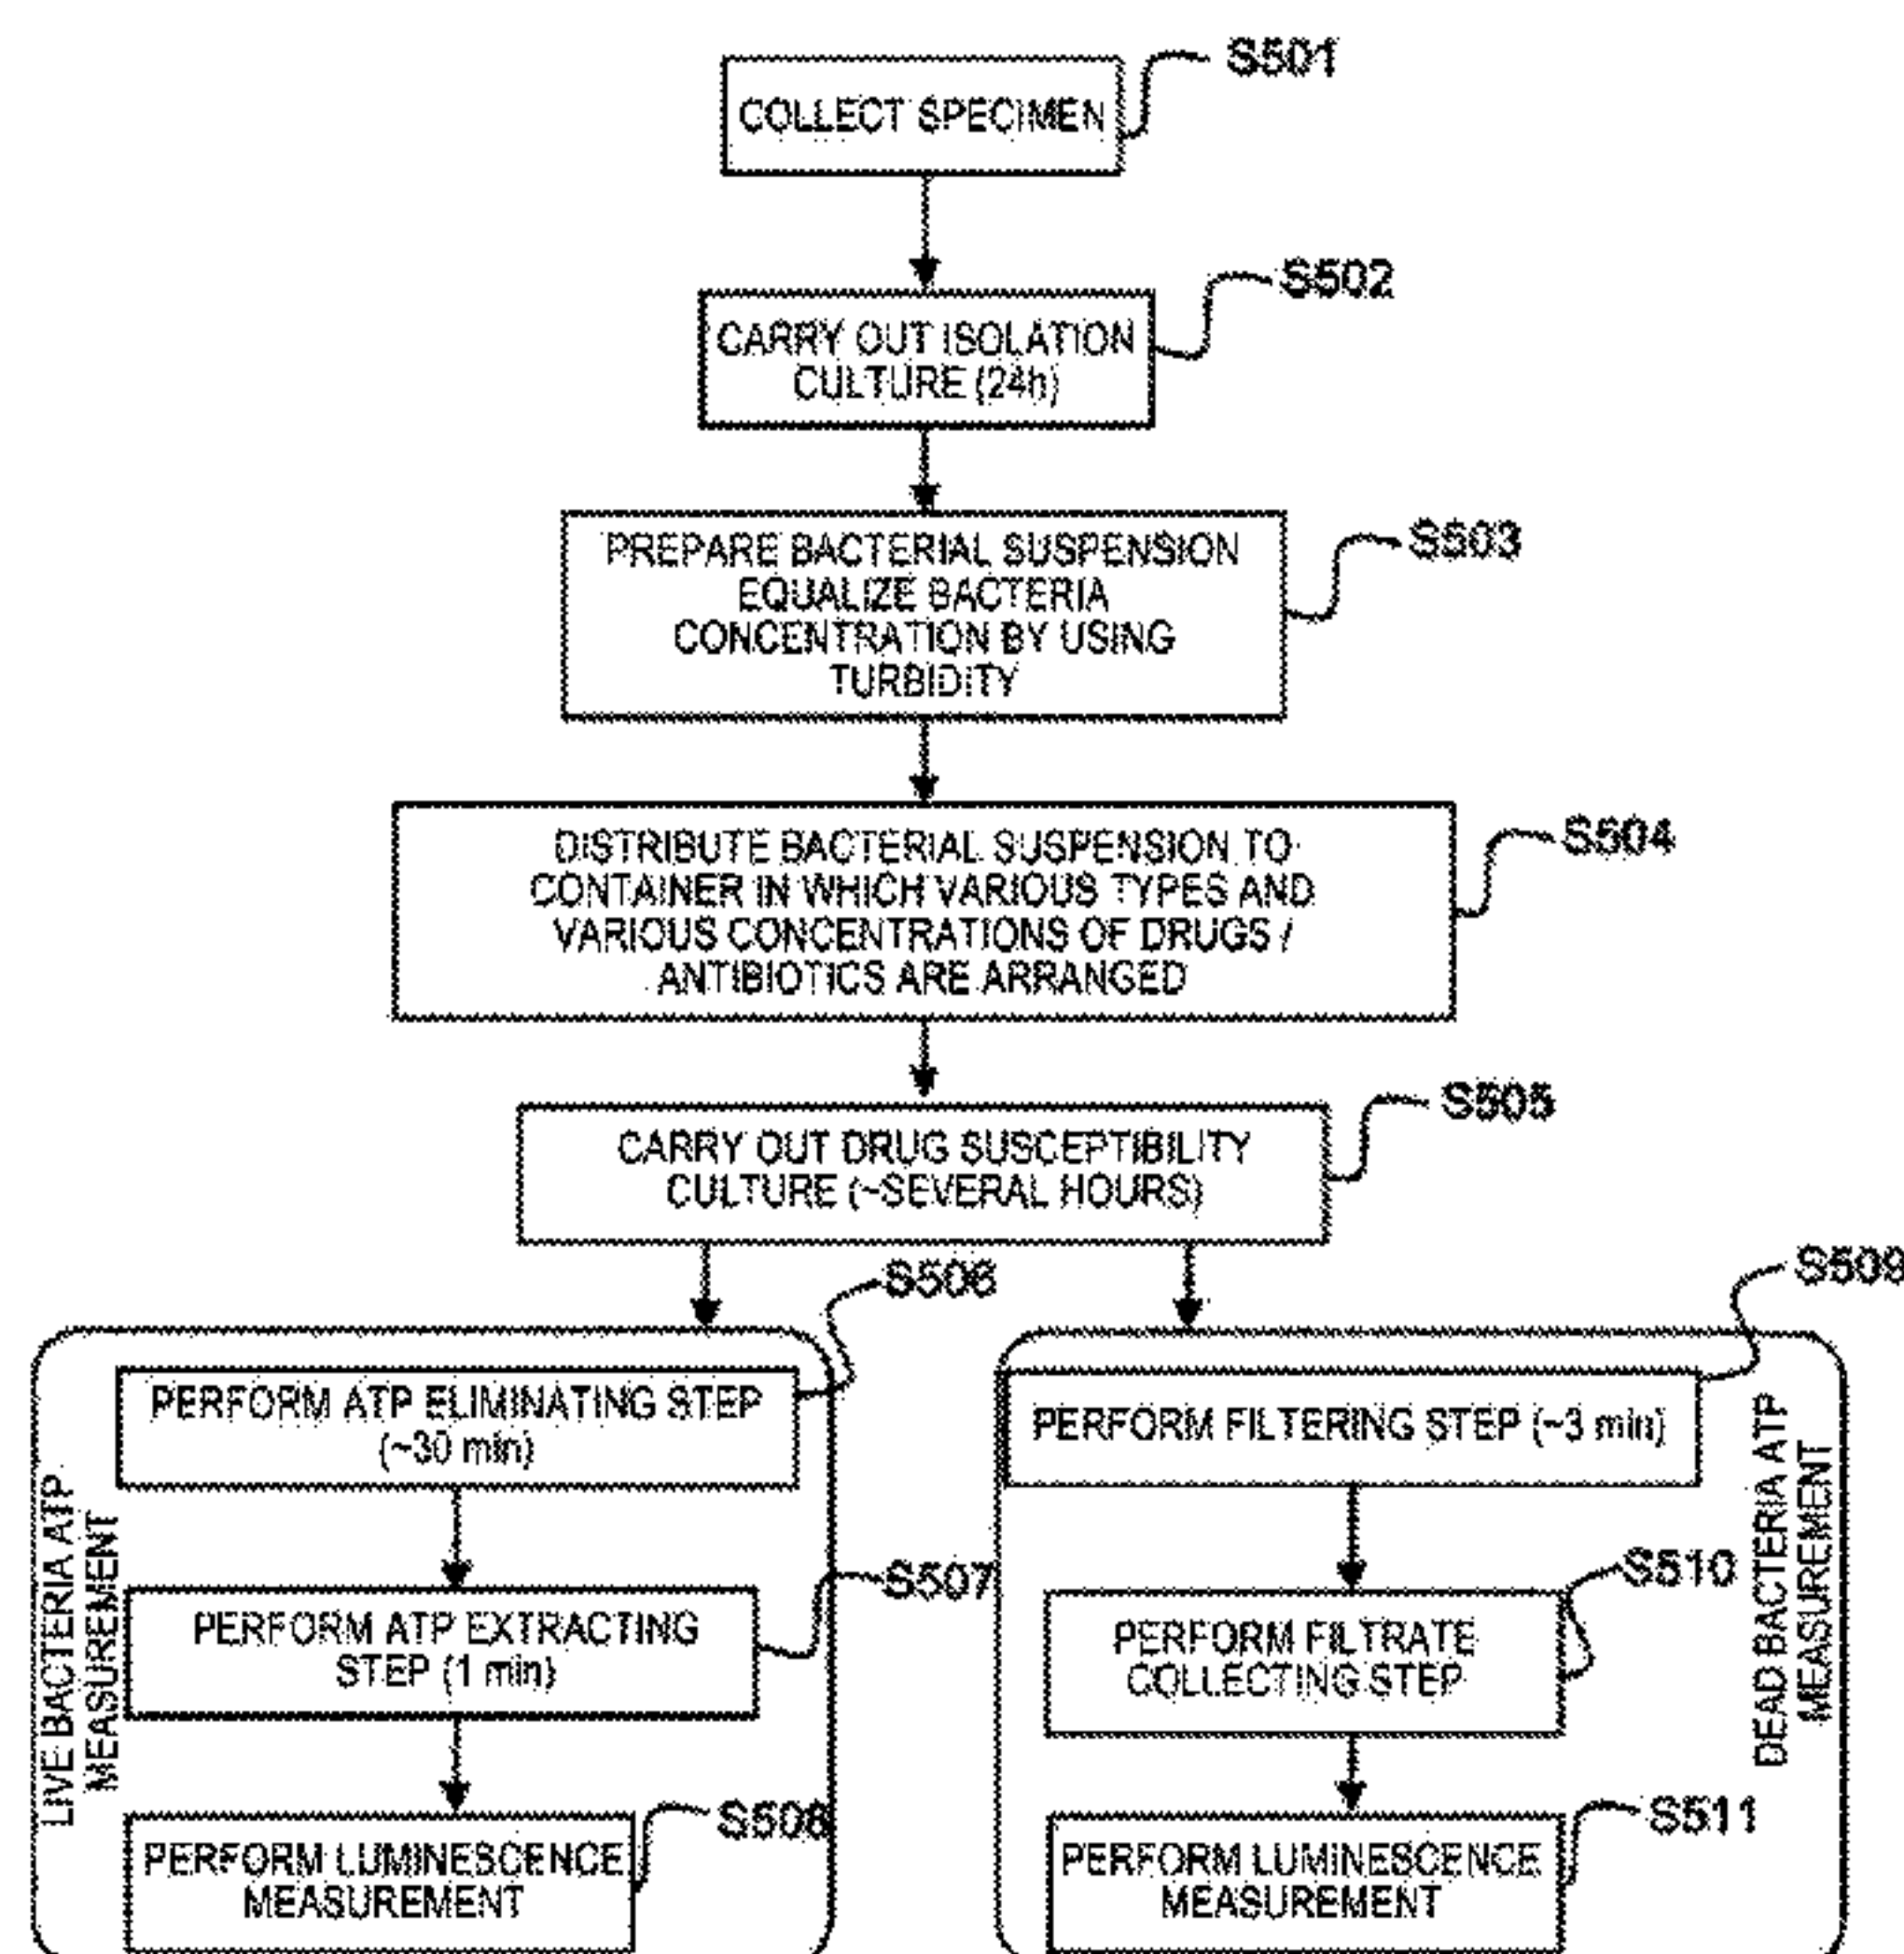 S501
COLLECT SPECIMEN
S502
CARRY OUT ISOLATION
CULTURE (24h)
S503
PREPARE BACTERIAL SUSPENSION
EQUALIZE BACTERIA
CONCENTRATION BY USING
TURBIDITY
S504
DISTRIBUTE BACTERIAL SUSPENSION TO
CONTAINER IN WHICH VARIOUS TYPES AND
VARIOUS CONCENTRATIONS OF DRUGS /
ANTIBIOTICS ARE ARRANGED
S505
CARRY OUT DRUG SUSCEPTIBILITY
CULTURE (~SEVERAL HOURS)
LIVE BACTERIA ATP
MEASUREMENT
S506
PERFORM ATP ELIMINATING STEP
(~30 min)
S507
PERFORM ATP EXTRACTING
STEP (1 min)
S508
PERFORM LUMINESCENCE
MEASUREMENT
DEAD BACTERIA ATP
MEASUREMENT
S509
PERFORM FILTERING STEP (~3 min)
S510
PERFORM FILTRATE
COLLECTING STEP
S511
PERFORM LUMINESCENCE
MEASUREMENT